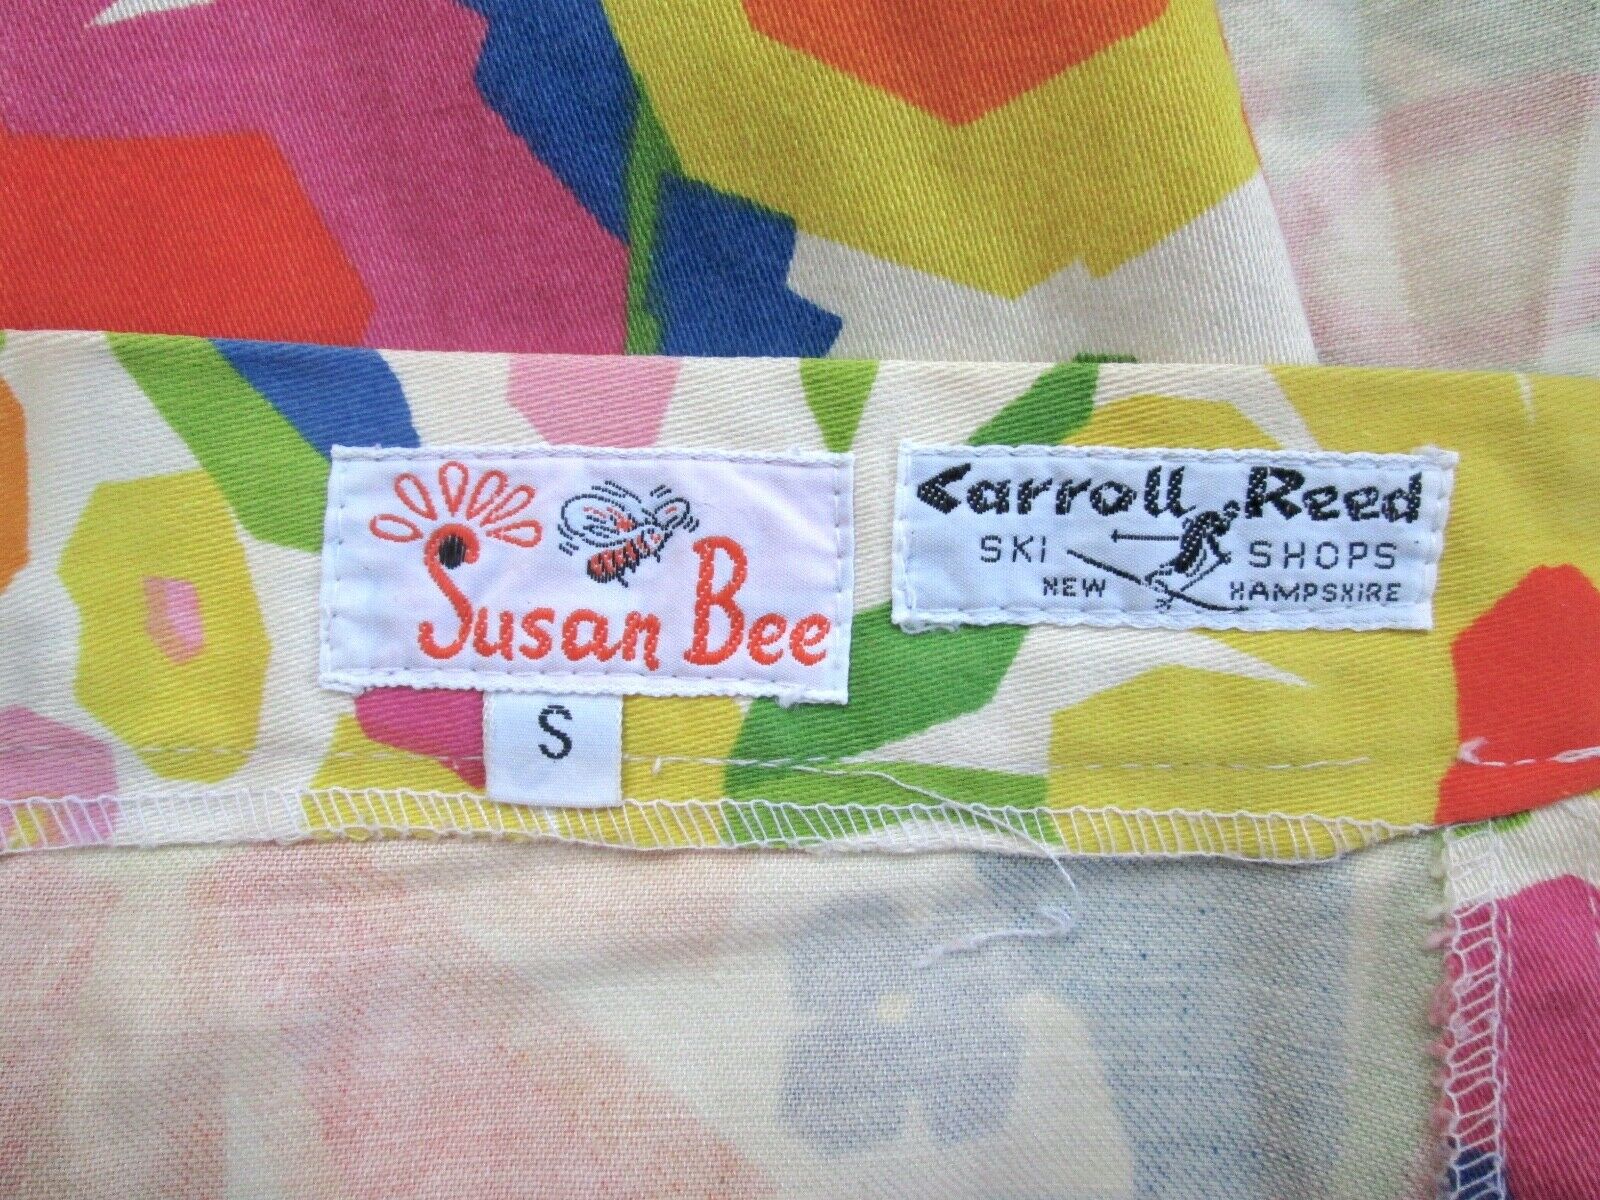 Susan Bee
S
Carroll Reed
SKI SHOPS
NEW HAMPSHIRE